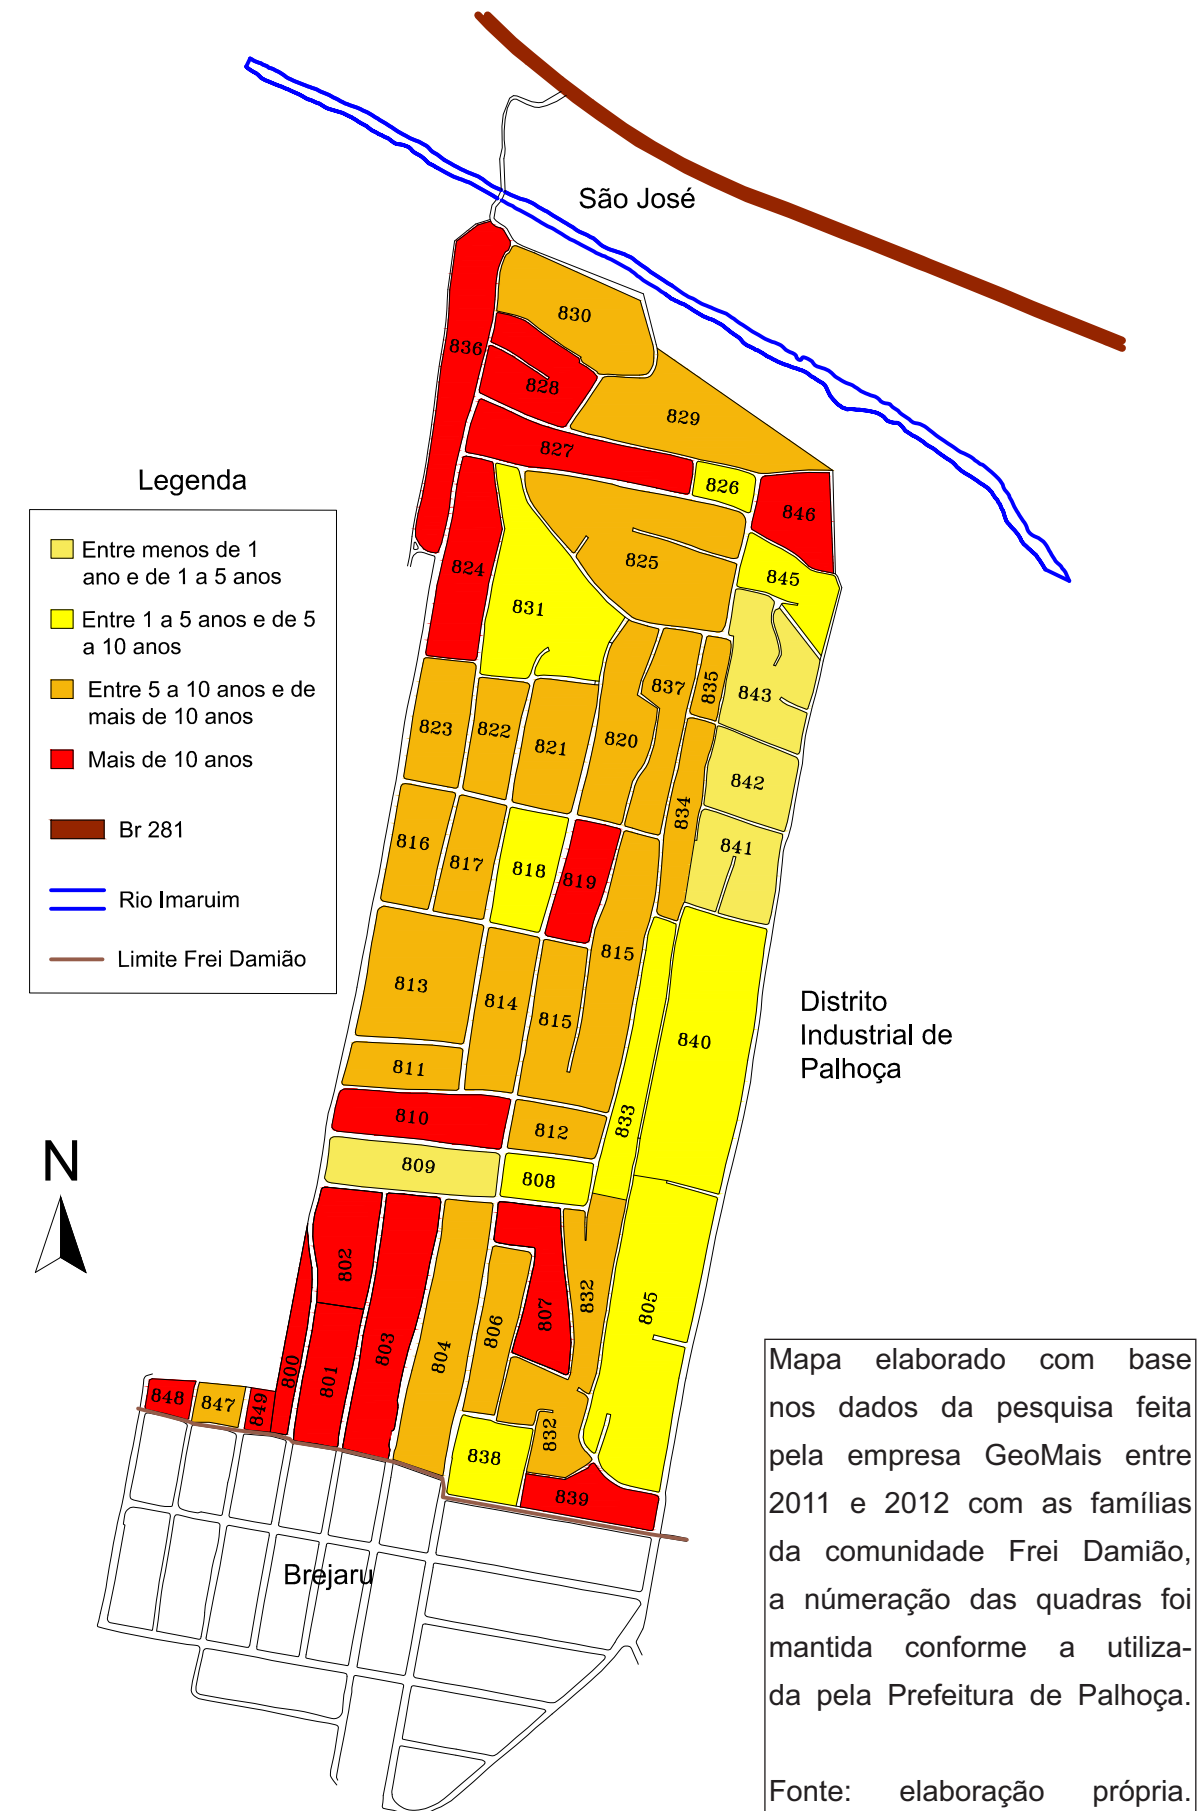 São José
830
836
828
829
827
826
846
Legenda
Entre menos de 1
ano e de 1 a 5 anos
Entre 1 a 5 anos e de 5
a 10 anos
Entre 5 a 10 anos e de
mais de 10 anos
Mais de 10 anos
Br 281
Rio Imaruim
Limite Frei Damião
824
825
845
831
837
835
843
823
822
821
820
842
834
816
817
818
819
841
815
813
814
815
840
Distrito
Industrial de
Palhoça
811
810
812
833
809
808
N
802
807
832
805
806
804
803
801
800
848
847
849
832
838
839
Brejaru
Mapa elaborado com base
nos dados da pesquisa feita
pela empresa GeoMais entre
2011 e 2012 com as famílias
da comunidade Frei Damião,
a númeração das quadras foi
mantida conforme a utiliza-
da pela Prefeitura de Palhoça.
Fonte: elaboração própria.